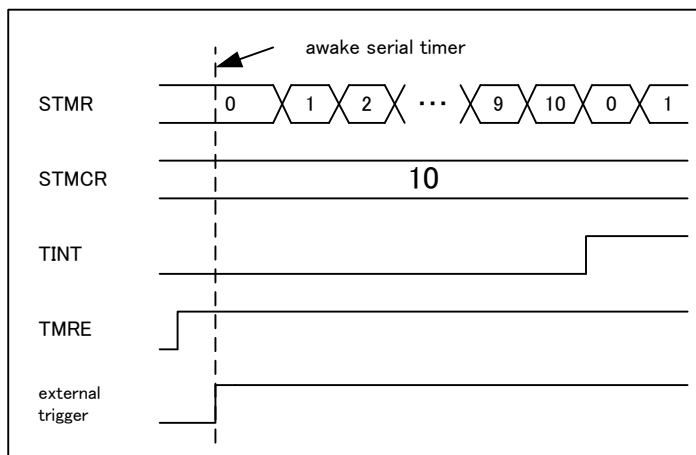 awake serial timer
STMR 0 1 2 ··· 9 10 0 1
STMCR 10
TINT
TMRE
external
trigger